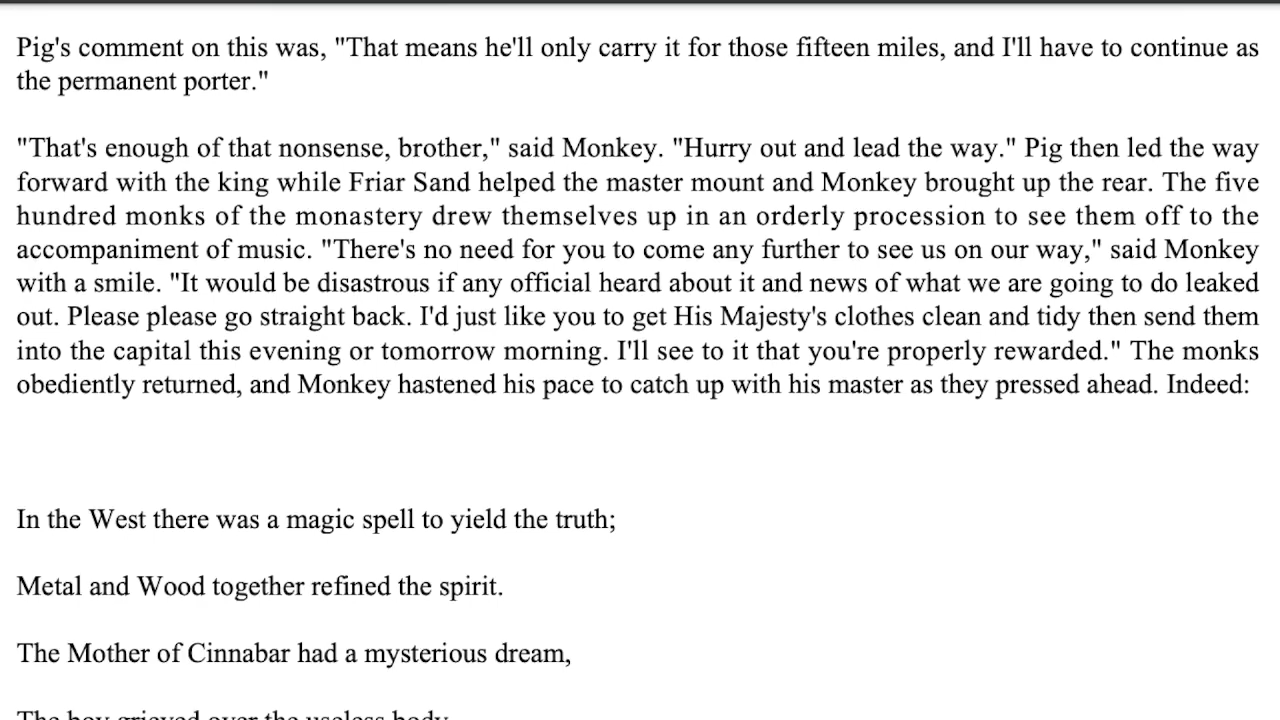 Pig's comment on this was, "That means he'll only carry it for those fifteen miles, and I'll have to continue as
the permanent porter."
"That's enough of that nonsense, brother," said Monkey. "Hurry out and lead the way." Pig then led the way
forward with the king while Friar Sand helped the master mount and Monkey brought up the rear. The five
hundred monks of the monastery drew themselves up in an orderly procession to see them off to the
accompaniment of music. "There's no need for you to come any further to see us on our way," said Monkey
with a smile. "It would be disastrous if any official heard about it and news of what we are going to do leaked
out. Please please go straight back. I'd just like you to get His Majesty's clothes clean and tidy then send them
into the capital this evening or tomorrow morning. I'll see to it that you're properly rewarded." The monks
obediently returned, and Monkey hastened his pace to catch up with his master as they pressed ahead. Indeed:
In the West there was a magic spell to yield the truth;
Metal and Wood together refined the spirit.
The Mother of Cinnabar had a mysterious dream,
The boy grieved over the useless body